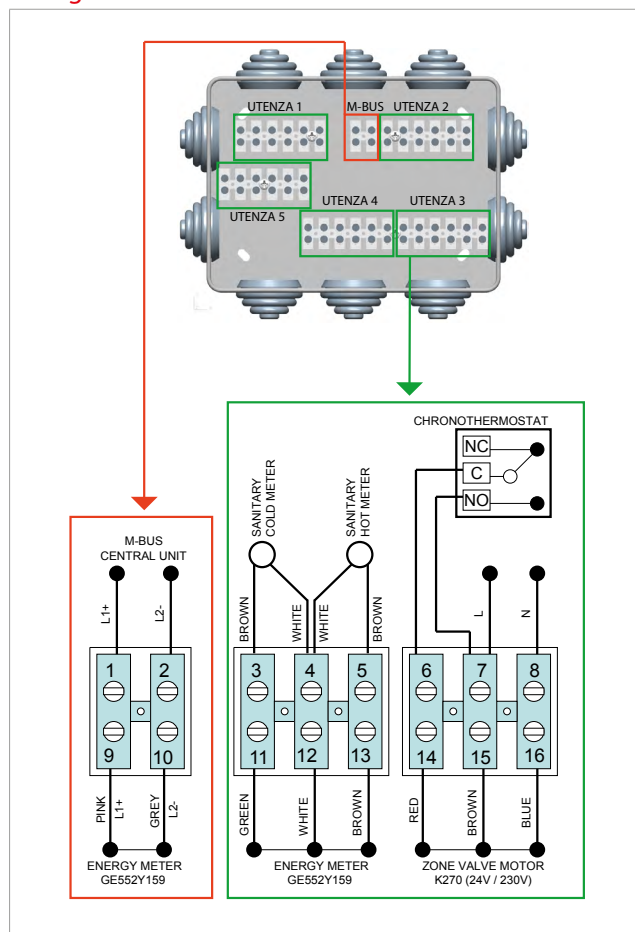 UTENZA 1
M-BUS
UTENZA 2
UTENZA 5
UTENZA 4
UTENZA 3
CHRONOTHERMOSTAT
NC
C
NO
SANITARY
COLD METER
SANITARY
HOT METER
M-BUS
CENTRAL UNIT
L1+
L2-
BROWN
WHITE
WHITE
BROWN
L
N
1
2
3
4
5
6
7
8
9
10
11
12
13
14
15
16
PINK
L1+
GREY
L2-
GREEN
WHITE
BROWN
RED
BROWN
BLUE
ENERGY METER
GE552Y159
ENERGY METER
GE552Y159
ZONE VALVE MOTOR
K270 (24V / 230V)